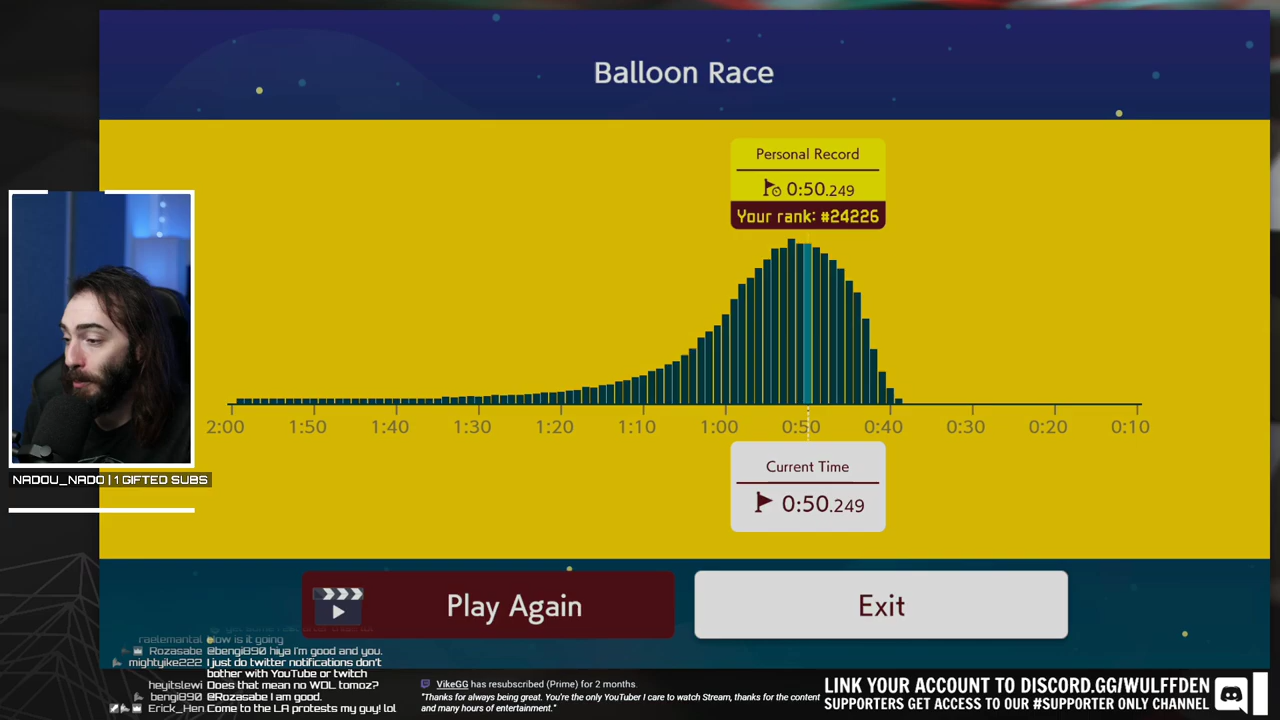 Balloon Race
Personal Record
0:50.249
Your rank: #24226
2:00 1:50 1:40 1:30 1:20 1:10 1:00 0:50 0:40 0:30 0:20 0:10
Current Time
0:50.249
Play Again
Exit
NADOU_NADO | 1 GIFTED SUBS
raelemantal How is it going
Rozasabe @bengi890 hiya I'm good and you.
mightyike222 I just do twitter notifications don't
bother with YouTube or twitch
heyitslewi Does that mean no WDL tomoz?
bengi890 @Rozasabe I am good.
Erick_Hen Come to the LA protests my guy! lol
VikeGG has resubscribed (Prime) for 2 months.
"Thanks for always being great. You're the only YouTuber I care to watch Stream, thanks for the content
and many hours of entertainment."
LINK YOUR ACCOUNT TO DISCORD.GG/WULFFDEN
SUPPORTERS GET ACCESS TO OUR #SUPPORTER ONLY CHANNEL